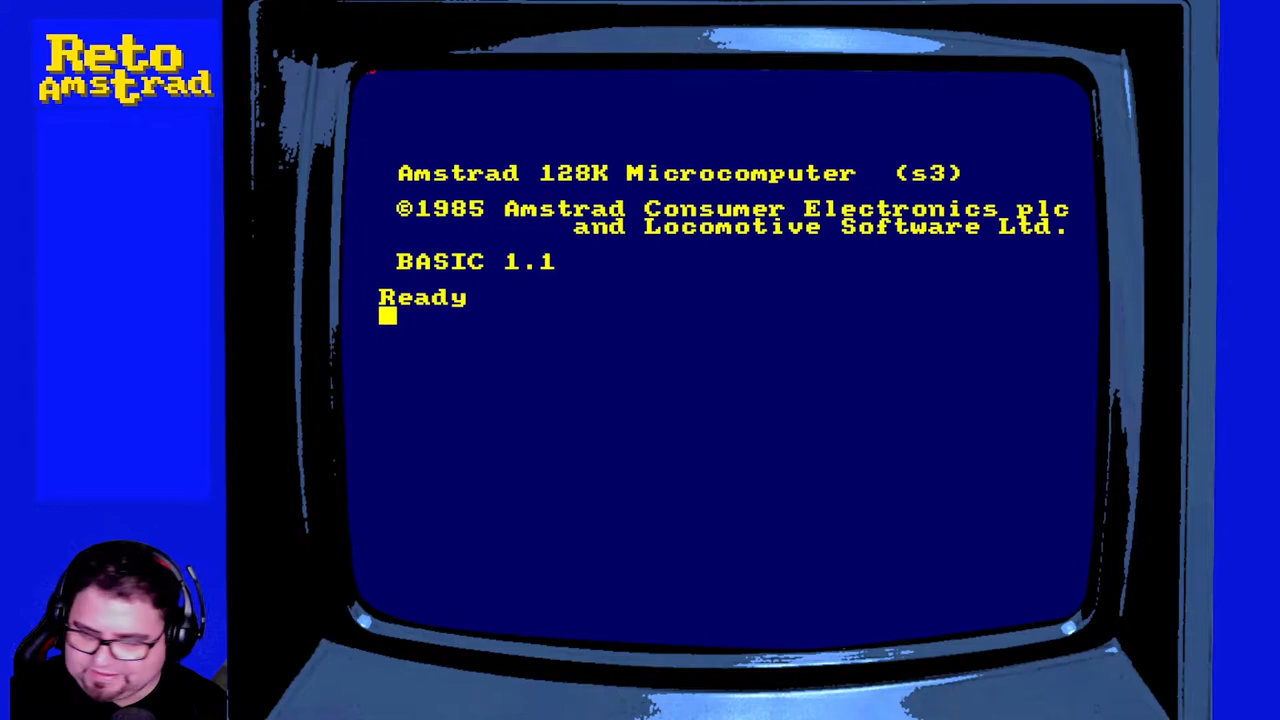 Reto
Amstrad
Amstrad 128K Microcomputer (s3)
©1985 Amstrad Consumer Electronics plc
and Locomotive Software Ltd.
BASIC 1.1
Ready